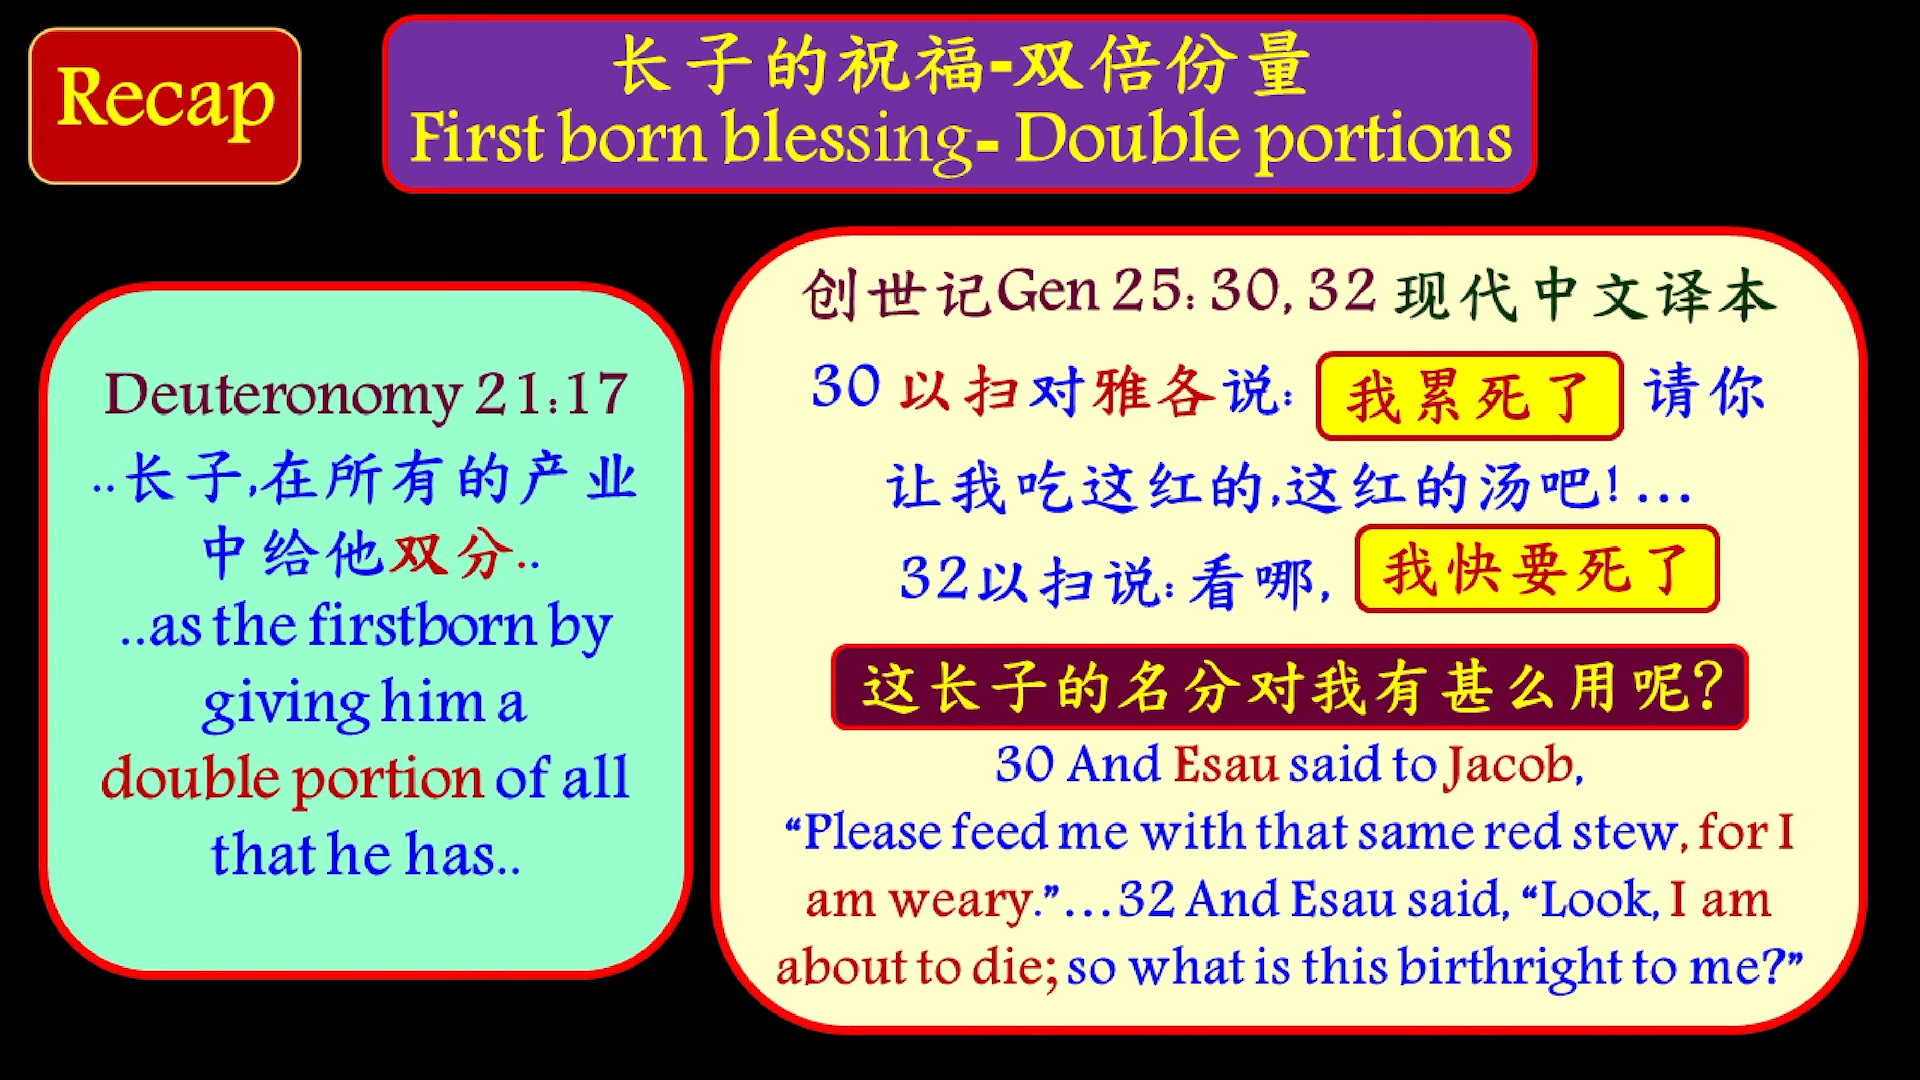 Recap
长子的祝福-双倍份量
First born blessing- Double portions
Deuteronomy 21:17
..长子,在所有的产业
中给他双分..
..as the firstborn by
giving him a
double portion of all
that he has..
创世记Gen 25: 30, 32 现代中文译本
30 以扫对雅各说: 我累死了 请你
让我吃这红的,这红的汤吧! ...
32以扫说: 看哪, 我快要死了
这长子的名分对我有甚么用呢?
30 And Esau said to Jacob,
“Please feed me with that same red stew, for I
am weary.”...32 And Esau said, “Look, I am
about to die; so what is this birthright to me?”